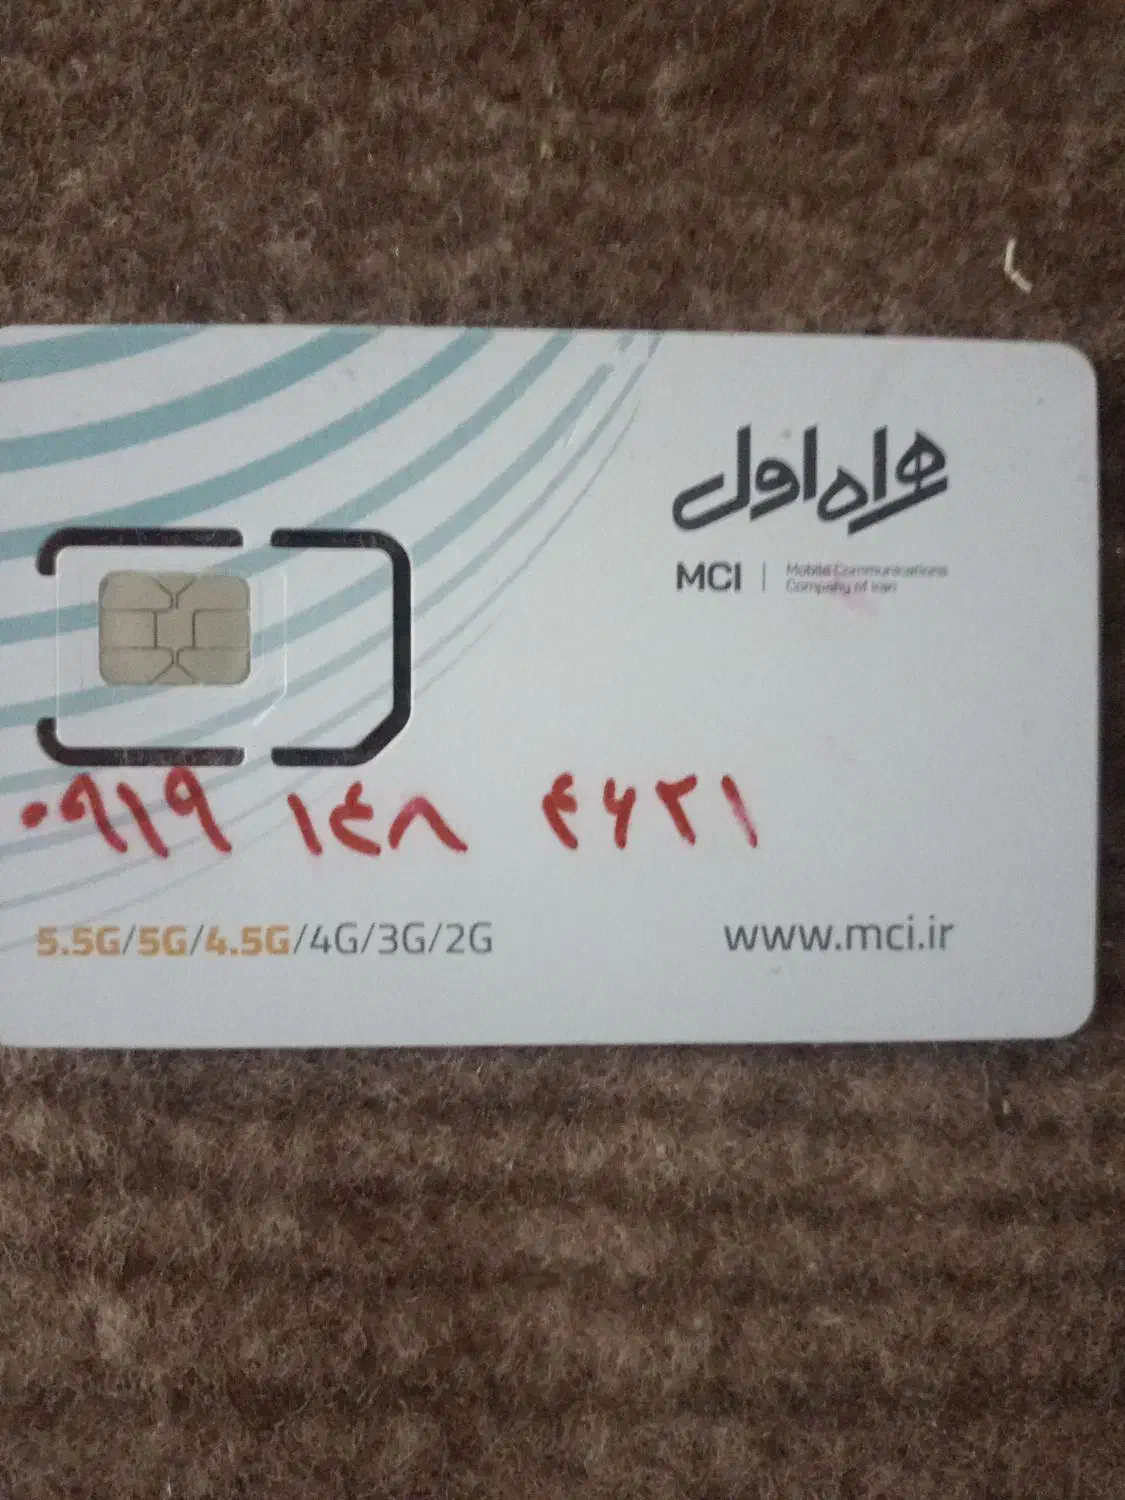 همراه اول
MCI | Mobile Communications
Company of Iran
۰۹۱۹ ۱۴۸ ۴۶۲۱
5.5G/5G/4.5G/4G/3G/2G
www.mci.ir